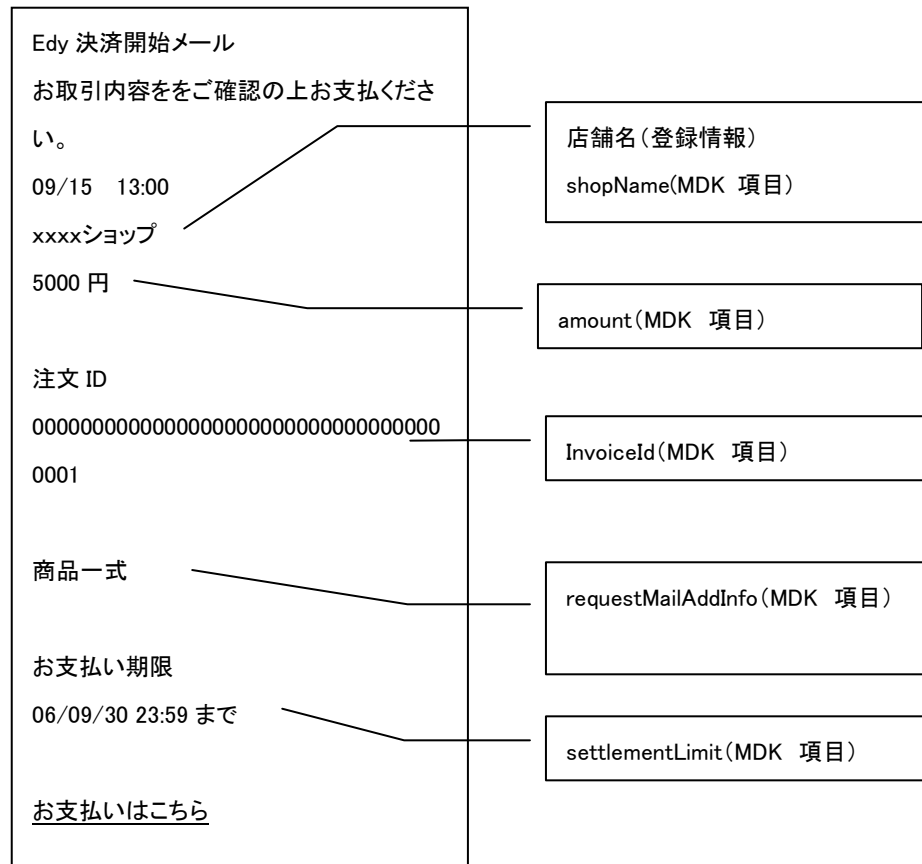 Edy 決済開始メール
お取引内容ををご確認の上お支払くださ
い。
09/15　13:00
xxxxショップ
5000 円
注文 ID
0000000000000000000000000000000000
0001
商品一式
お支払い期限
06/09/30 23:59 まで
お支払いはこちら
店舗名（登録情報）
shopName(MDK 項目）
amount（MDK 項目）
InvoiceId（MDK 項目）
requestMailAddInfo（MDK 項目）
settlementLimit（MDK 項目）